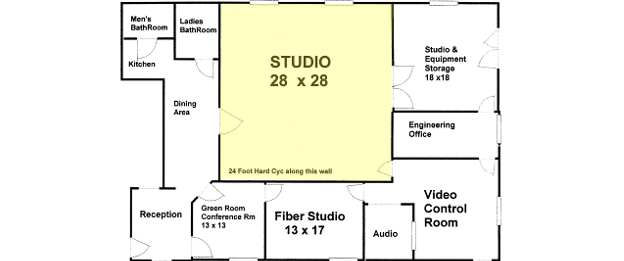 Men's
BathRoom
Ladies
BathRoom
Kitchen
Dining
Area
STUDIO
28 x 28
24 Foot Hard Cyc along this wall
Studio &
Equipment
Storage
18 x18
Engineering
Office
Reception
Green Room
Conference Rm
13 x 13
Fiber Studio
13 x 17
Audio
Video
Control
Room